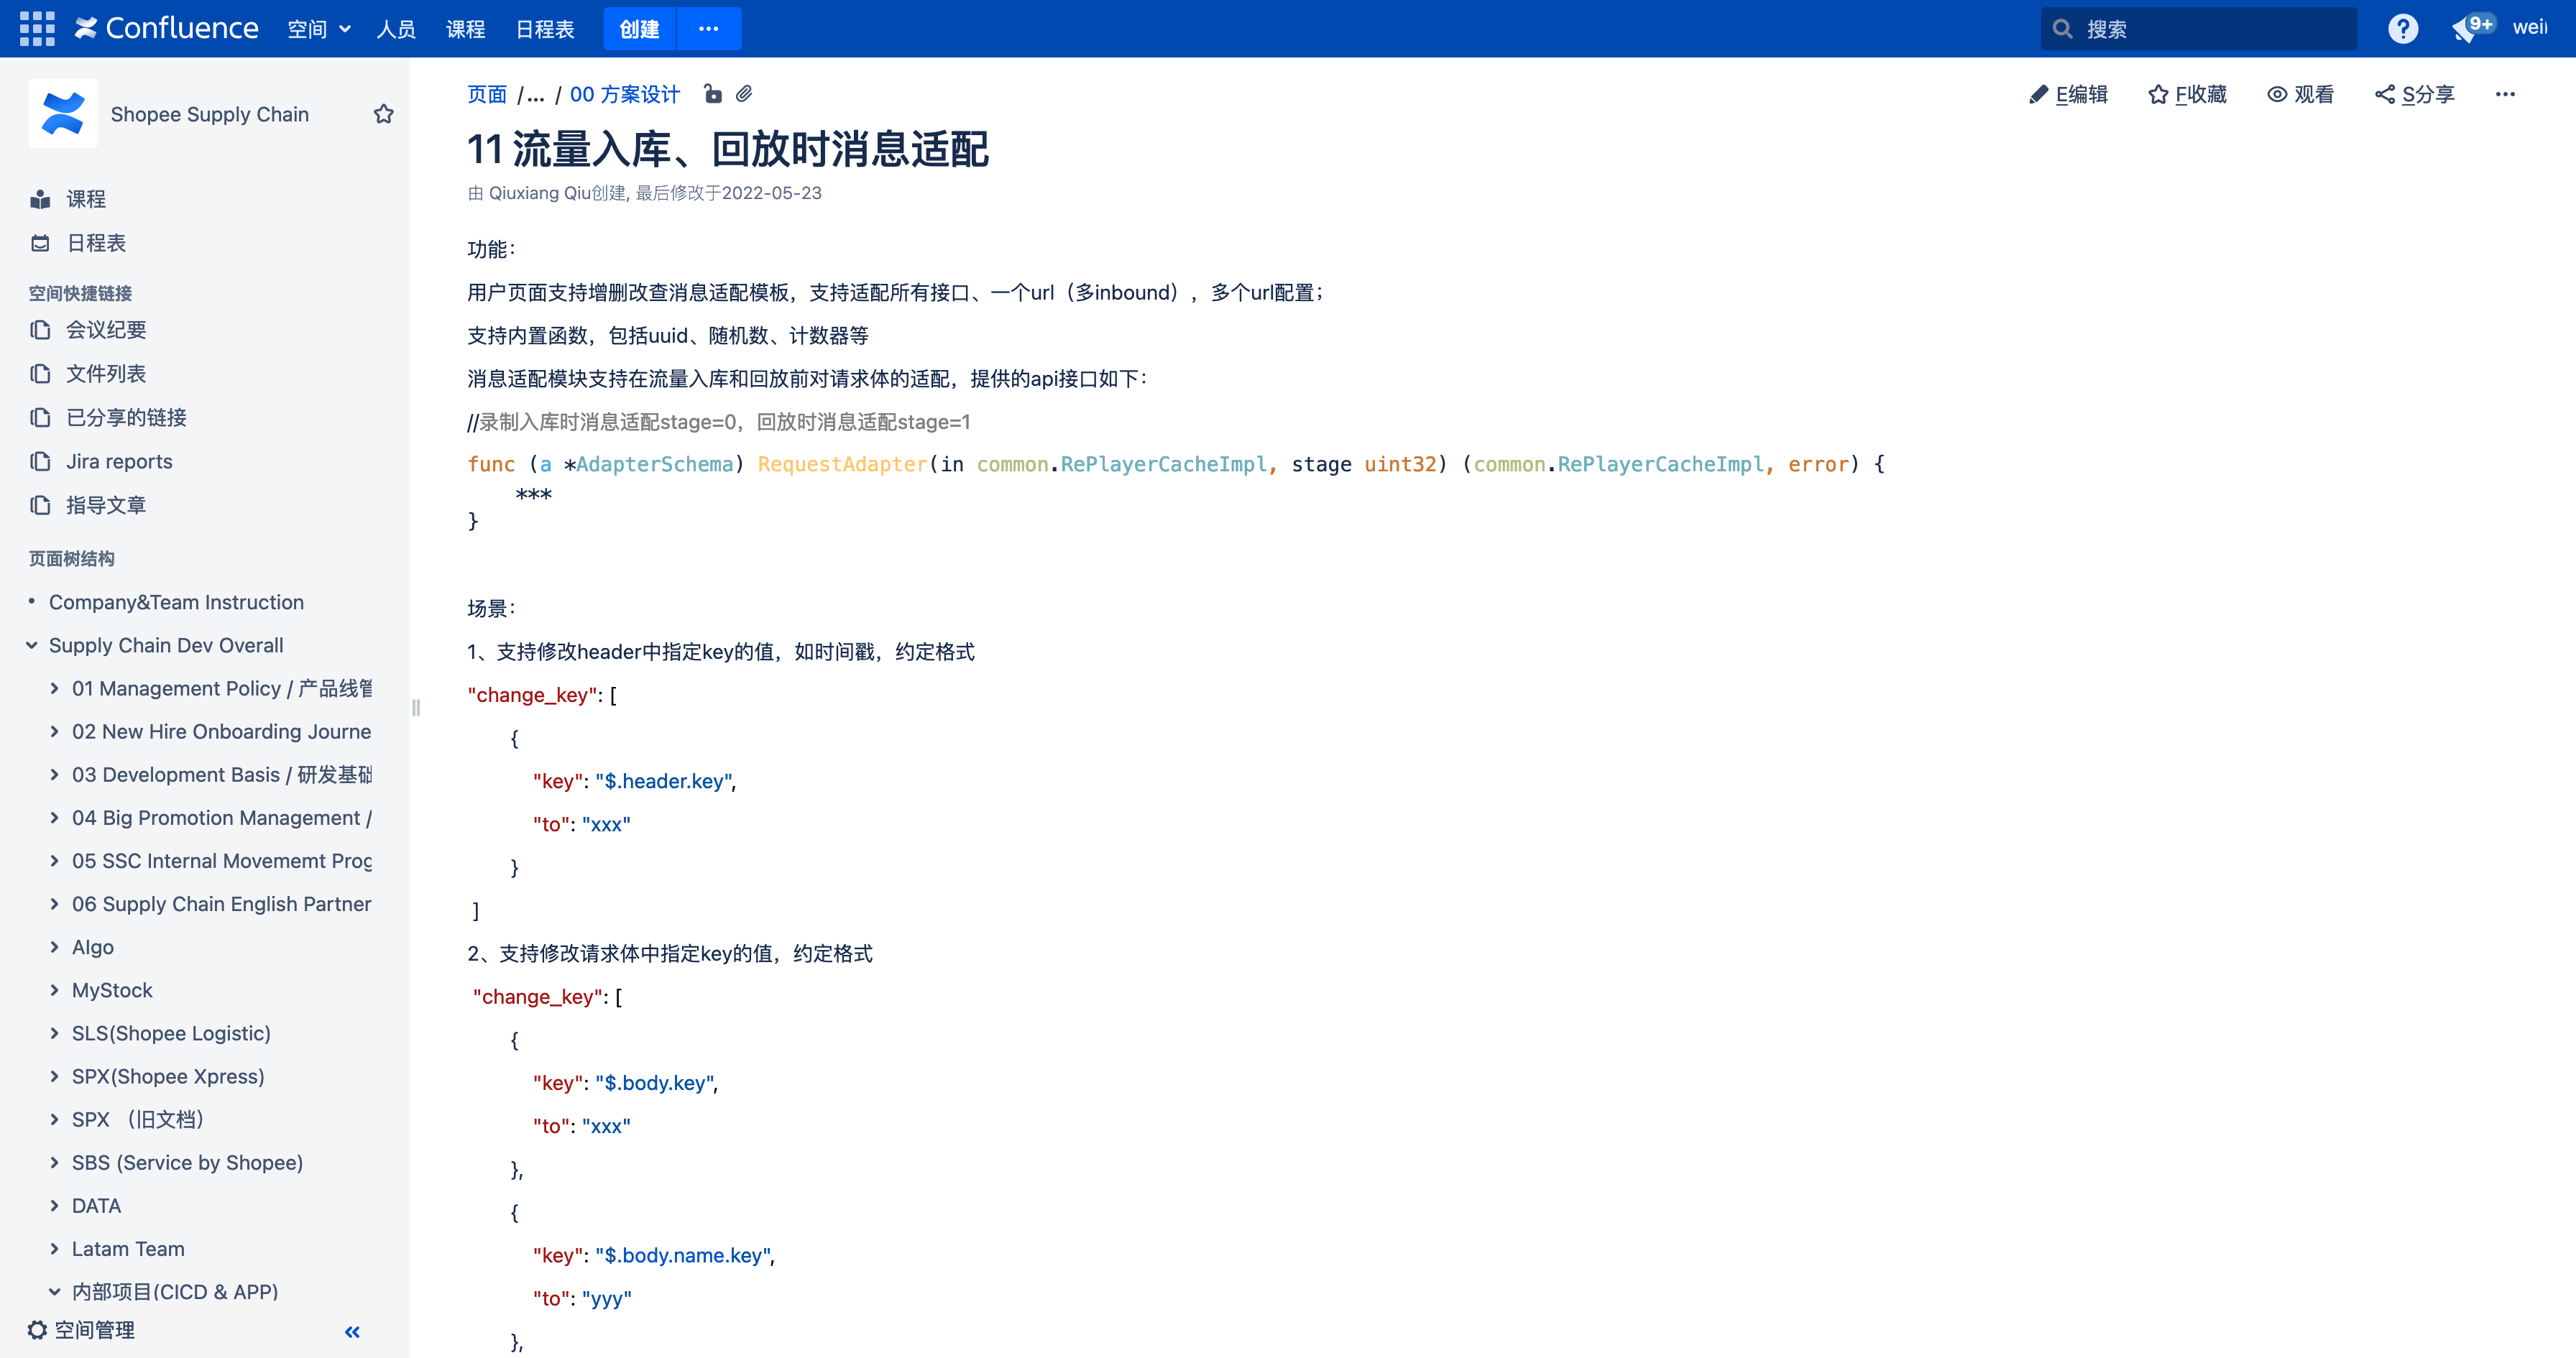 Confluence 空间 人员 课程 日程表 创建 ··· 搜索 ? 9+
Shopee Supply Chain
课程
日程表
空间快捷链接
会议纪要
文件列表
已分享的链接
Jira reports
指导文章
页面树结构
• Company&Team Instruction
Supply Chain Dev Overall
01 Management Policy / 产品线管
02 New Hire Onboarding Journe
03 Development Basis / 研发基础
04 Big Promotion Management /
05 SSC Internal Movememt Prog
06 Supply Chain English Partner
Algo
MyStock
SLS(Shopee Logistic)
SPX(Shopee Xpress)
SPX （旧文档）
SBS (Service by Shopee)
DATA
Latam Team
内部项目(CICD & APP)
空间管理 «
页面 /... / 00 方案设计
E编辑 F收藏 观看 S分享 ···
11 流量入库、回放时消息适配
由 Qiuxiang Qiu创建, 最后修改于2022-05-23
功能：
用户页面支持增删改查消息适配模板，支持适配所有接口、一个url（多inbound），多个url配置；
支持内置函数，包括uuid、随机数、计数器等
消息适配模块支持在流量入库和回放前对请求体的适配，提供的api接口如下：
//录制入库时消息适配stage=0，回放时消息适配stage=1
func (a *AdapterSchema) RequestAdapter(in common.RePlayerCacheImpl, stage uint32) (common.RePlayerCacheImpl, error) {
***
}
场景：
1、支持修改header中指定key的值，如时间戳，约定格式
"change_key": [
{
"key": "$.header.key",
"to": "xxx"
}
]
2、支持修改请求体中指定key的值，约定格式
"change_key": [
{
"key": "$.body.key",
"to": "xxx"
},
{
"key": "$.body.name.key",
"to": "yyy"
},